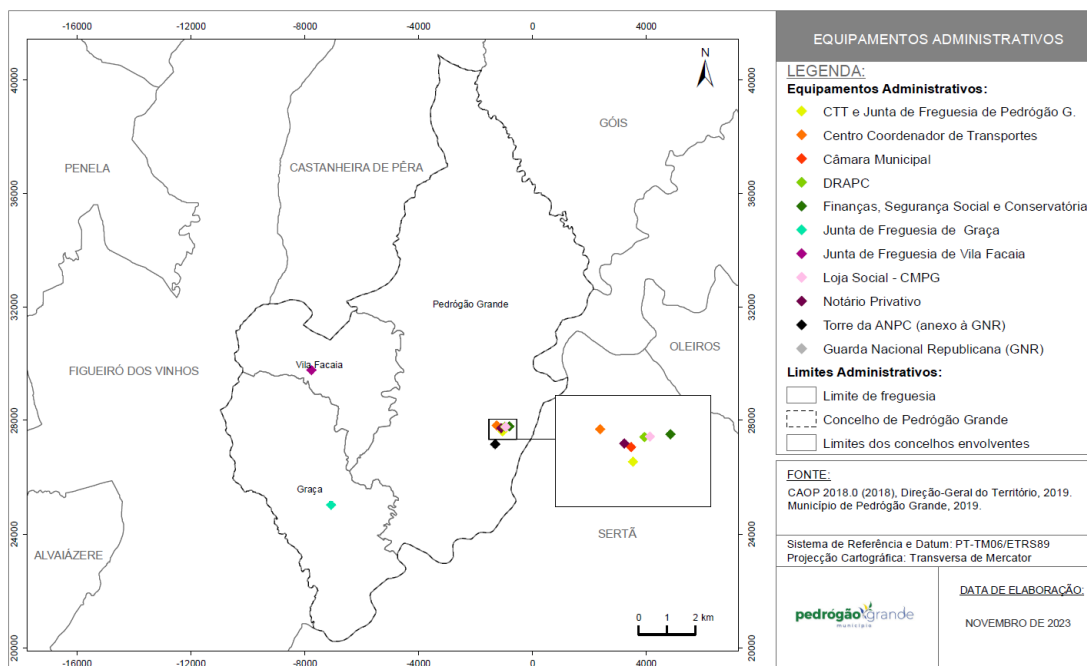 -16000 -12000 -8000 -4000 0 4000
40000
36000
32000
28000
24000
20000
N
PENELA
CASTANHEIRA DE PÊRA
GÓIS
Pedrógão Grande
OLEIROS
FIGUEIRÓ DOS VINHOS
Vila Facaia
Graça
SERTÃ
ALVAIÁZERE
0 1 2 km
40000
36000
32000
28000
24000
20000
-16000 -12000 -8000 -4000 0 4000
EQUIPAMENTOS ADMINISTRATIVOS
LEGENDA:
Equipamentos Administrativos:
CTT e Junta de Freguesia de Pedrógão G.
Centro Coordenador de Transportes
Câmara Municipal
DRAPC
Finanças, Segurança Social e Conservatória
Junta de Freguesia de Graça
Junta de Freguesia de Vila Facaia
Loja Social - CMPG
Notário Privativo
Torre da ANPC (anexo à GNR)
Guarda Nacional Republicana (GNR)
Limites Administrativos:
Limite de freguesia
Concelho de Pedrógão Grande
Limites dos concelhos envolventes
FONTE:
CAOP 2018.0 (2018), Direção-Geral do Território, 2019.
Município de Pedrógão Grande, 2019.
Sistema de Referência e Datum: PT-TM06/ETRS89
Projecção Cartográfica: Transversa de Mercator
pedrógão grande
município
DATA DE ELABORAÇÃO:
NOVEMBRO DE 2023